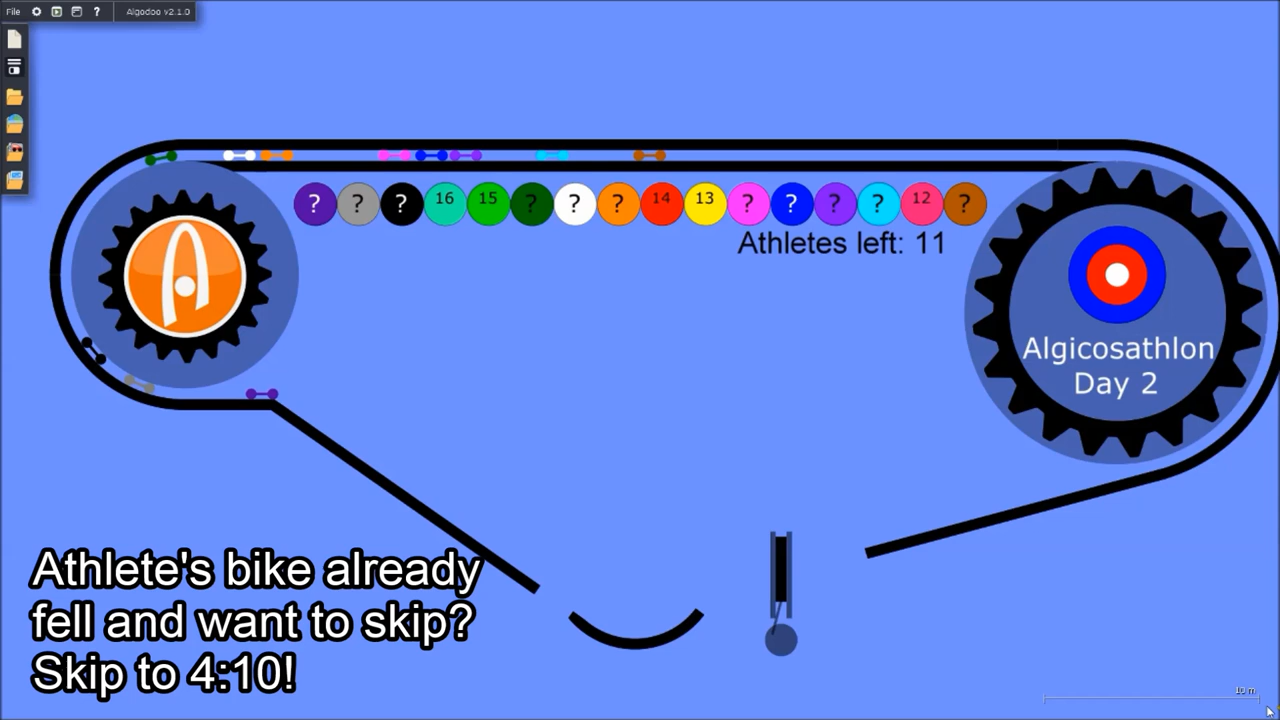 File ? Algodoo v2.1.0
? ? ? 16 15 ? ? ? 14 13 ? ? ? ? 12 ?
Athletes left: 11
Algicosathlon
Day 2
Athlete's bike already
fell and want to skip?
Skip to 4:10!
10 m